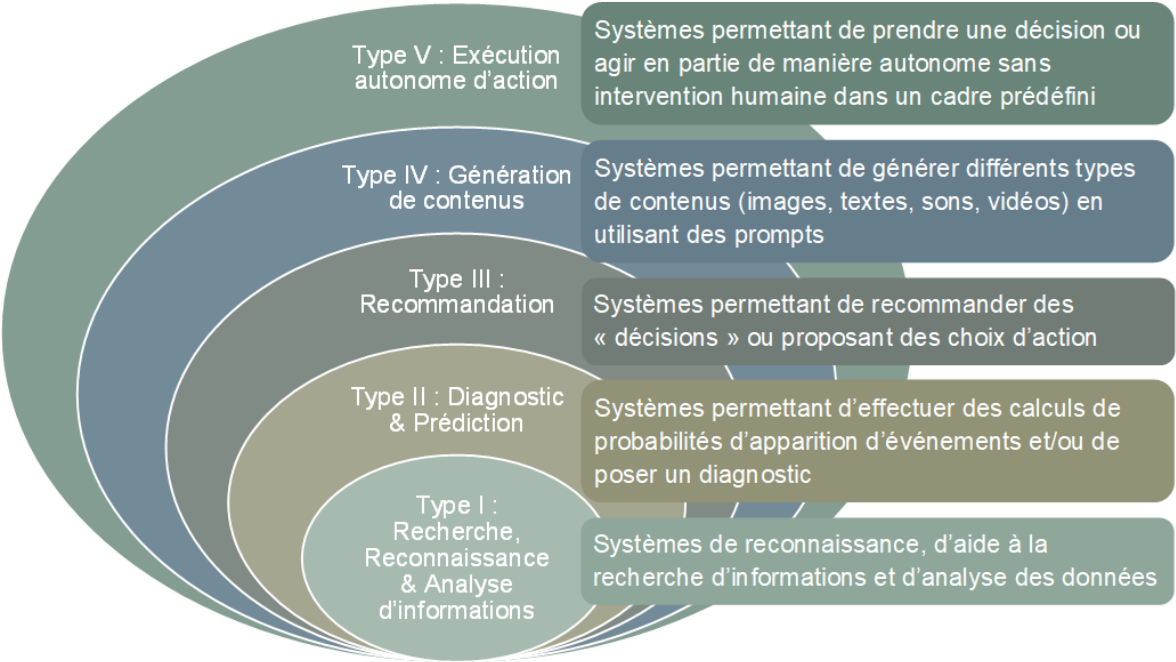 Type V : Exécution
autonome d’action
Systèmes permettant de prendre une décision ou
agir en partie de manière autonome sans
intervention humaine dans un cadre prédéfini
Type IV : Génération
de contenus
Systèmes permettant de générer différents types
de contenus (images, textes, sons, vidéos) en
utilisant des prompts
Type III :
Recommandation
Systèmes permettant de recommander des
« décisions » ou proposant des choix d’action
Type II : Diagnostic
& Prédiction
Systèmes permettant d’effectuer des calculs de
probabilités d’apparition d’événements et/ou de
poser un diagnostic
Type I :
Recherche,
Reconnaissance
& Analyse
d’informations
Systèmes de reconnaissance, d’aide à la
recherche d’informations et d’analyse des données